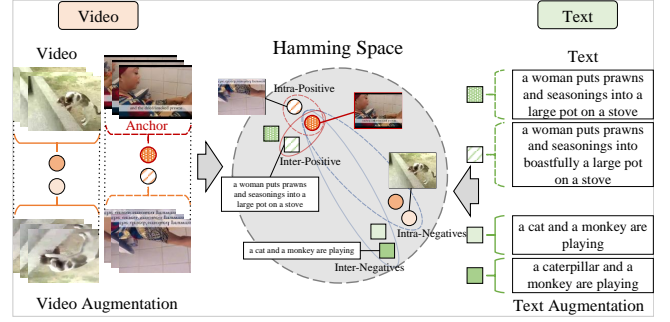 Video
Text
Video
Hamming Space
Text
Intra-Positive
a woman puts prawns
and seasonings into a
large pot on a stove
Anchor
a woman puts prawns
and seasonings into
boastfully a large pot
on a stove
Inter-Positive
a woman puts prawns
and seasonings into a
large pot on a stove
Intra-Negatives
a cat and a monkey are
playing
a cat and a monkey are playing
Inter-Negatives
a caterpillar and a
monkey are playing
Video Augmentation
Text Augmentation